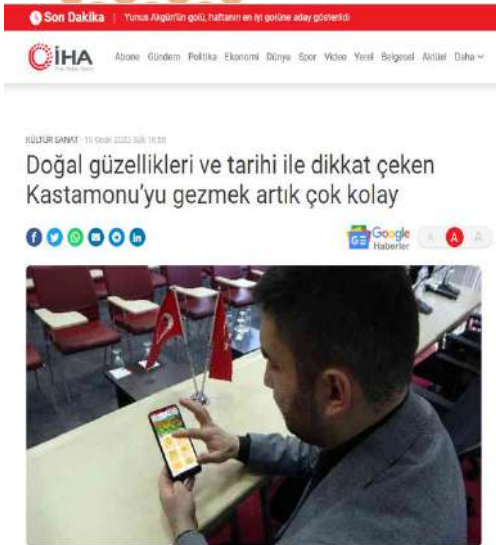 Son Dakika | Yunus Akgün'ün golü, haftanın en iyi golüne aday gösterildi
İHA
Abone Gündem Politika Ekonomi Dünya Spor Video Yerel Belgesel Aktüel Daha
KÜLTÜR SANAT
Doğal güzellikleri ve tarihi ile dikkat çeken
Kastamonu'yu gezmek artık çok kolay
Google
Haberler
A A A